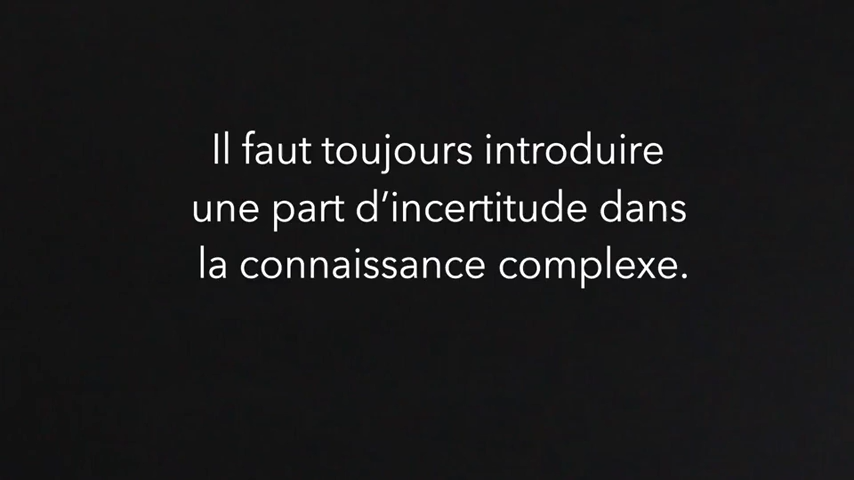 Il faut toujours introduire
une part d’incertitude dans
la connaissance complexe.